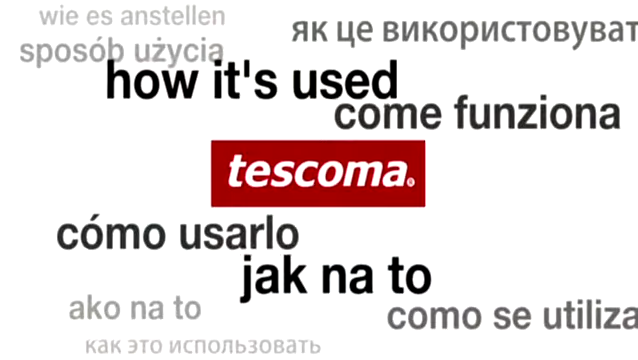 wie es anstellen
як це використовуват
sposób użycia
how it's used
come funziona
tescoma®
cómo usarlo
jak na to
ako na to
como se utiliza
как это использовать